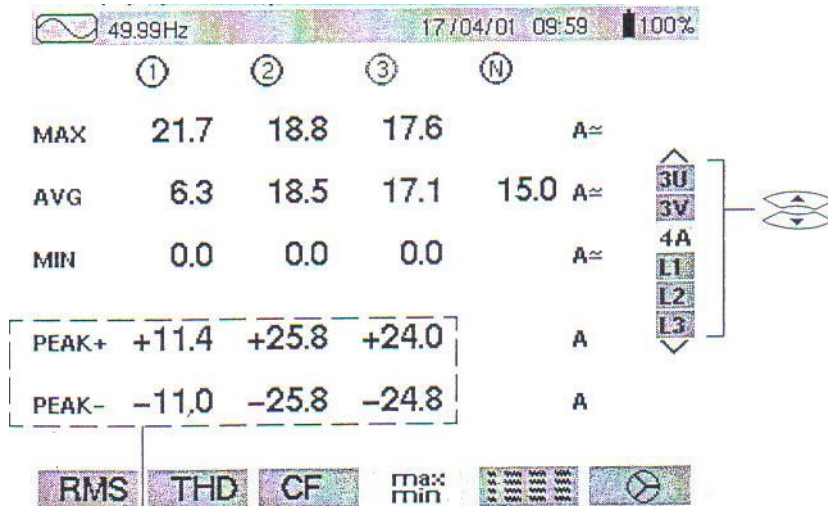 49.99Hz 17/04/01 09:59 100%
1 2 3 N
MAX 21.7 18.8 17.6 A≃
AVG 6.3 18.5 17.1 15.0 A≃
MIN 0.0 0.0 0.0 A≃
PEAK+ +11.4 +25.8 +24.0 A
PEAK- -11.0 -25.8 -24.8 A
3U
3V
4A
L1
L2
L3
RMS THD CF max min